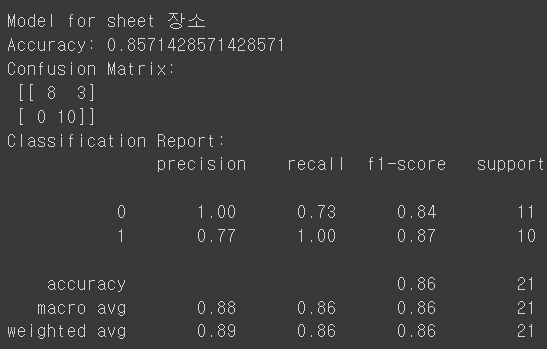 Model for sheet 장소
Accuracy: 0.8571428571428571
Confusion Matrix:
[[ 8  3]
[ 0 10]]
Classification Report:
precision    recall  f1-score   support
0       1.00      0.73      0.84        11
1       0.77      1.00      0.87        10
accuracy                           0.86        21
macro avg       0.88      0.86      0.86        21
weighted avg       0.89      0.86      0.86        21